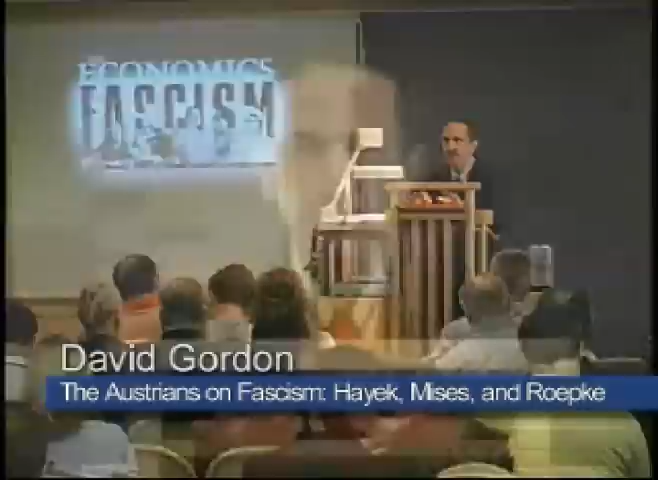 ECONOMICS
FASCISM
David Gordon
The Austrians on Fascism: Hayek, Mises, and Roepke